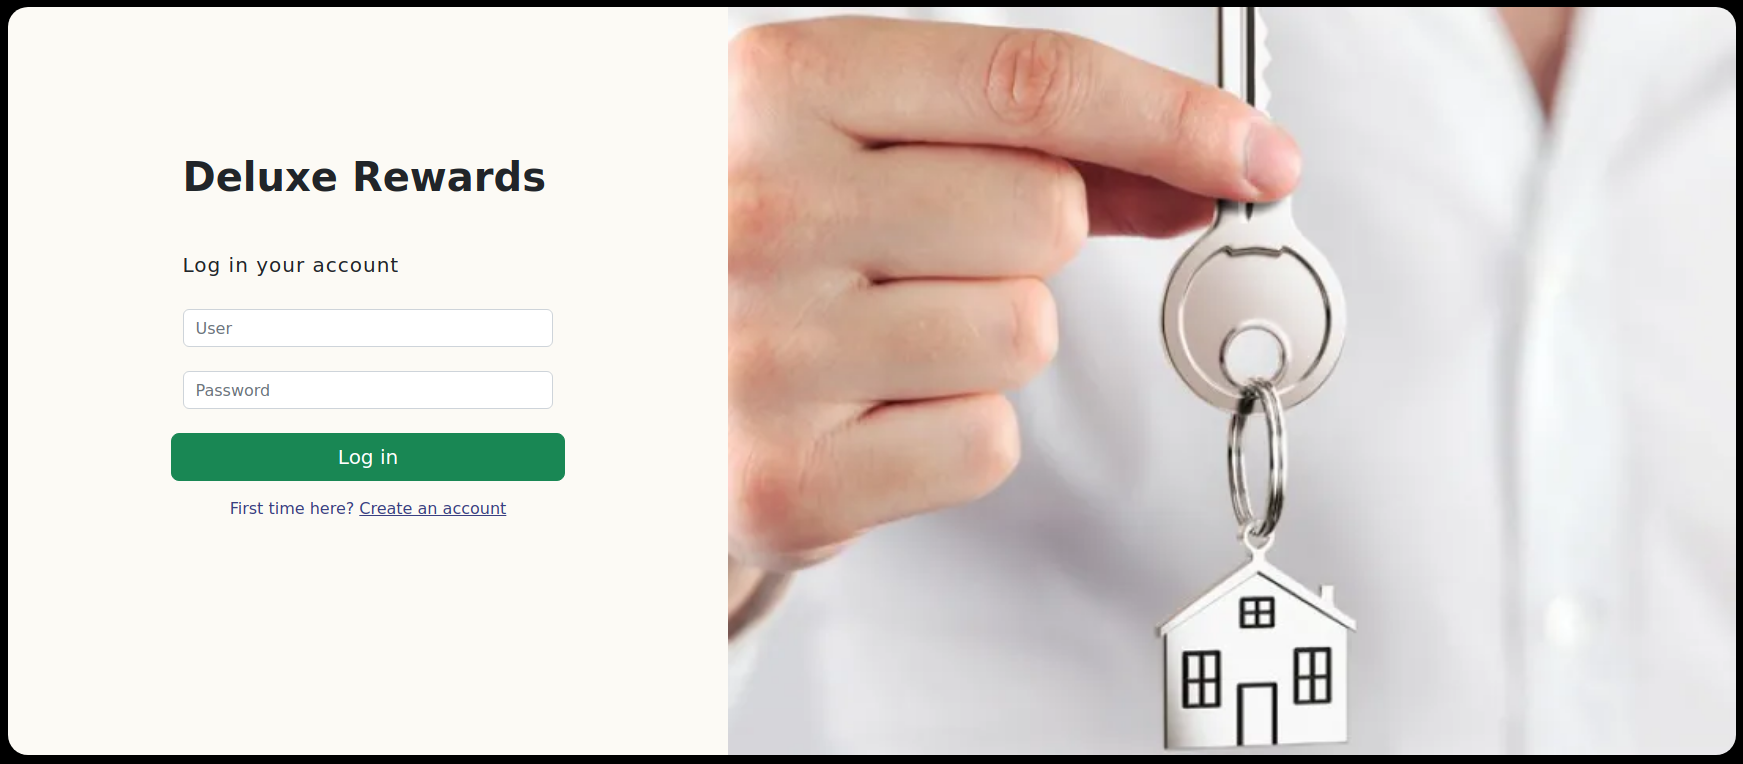 Deluxe Rewards
Log in your account
User
Password
Log in
First time here? Create an account